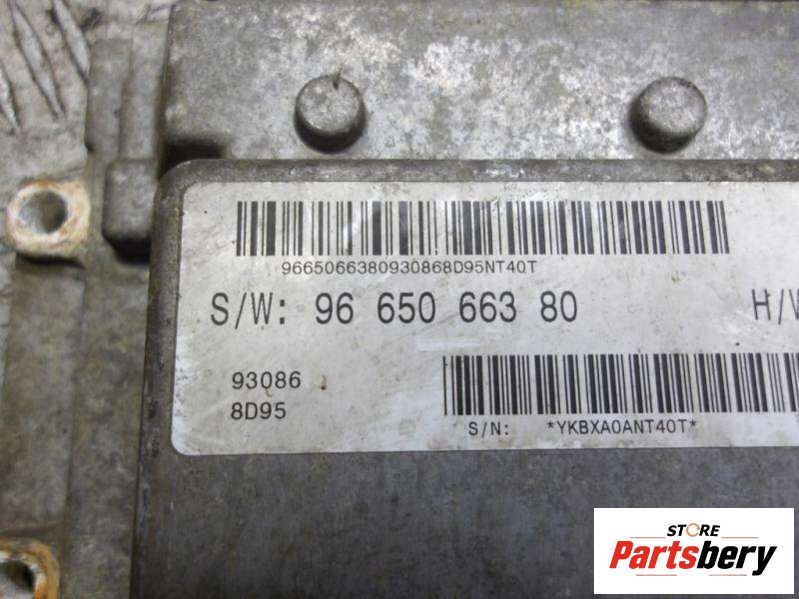 9665066380930868D95NT40T
S/W: 96 650 663 80
93086
8D95
S/N: *YKBXA0ANT40T*
STORE
Partsbery